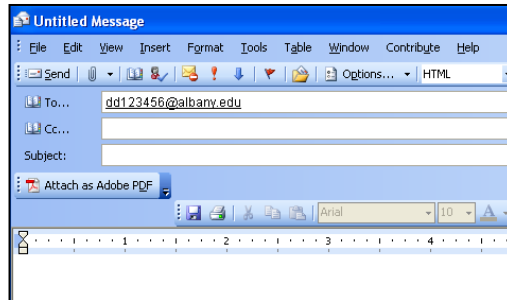 Untitled Message
File Edit View Insert Format Tools Table Window Contribute Help
Send Options... HTML
To... dd123456@albany.edu
Cc...
Subject:
Attach as Adobe PDF
Arial 10 A
1 2 3 4